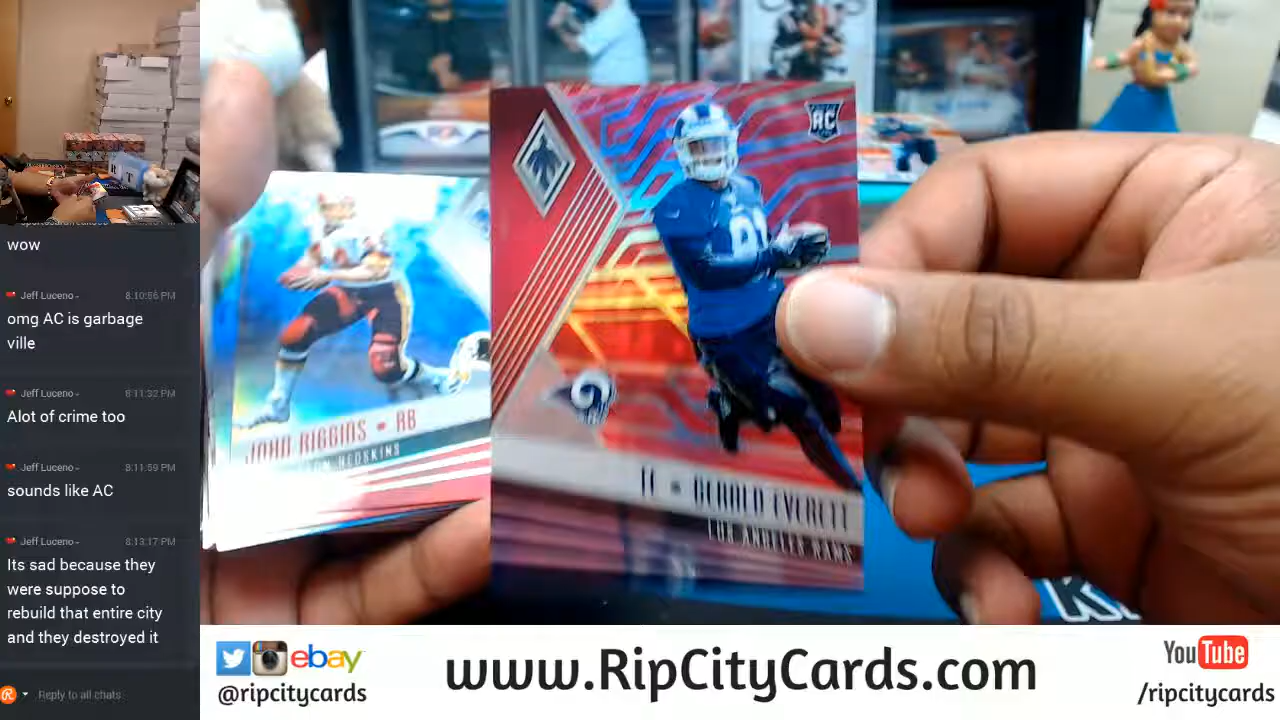 wow
Jeff Luceno - 8:10:56 PM
omg AC is garbage
ville
Jeff Luceno - 8:11:32 PM
Alot of crime too
Jeff Luceno - 8:11:59 PM
sounds like AC
Jeff Luceno - 8:13:17 PM
Its sad because they
were suppose to
rebuild that entire city
and they destroyed it
Reply to all chats
RC
JOHN RIGGINS RB
REDSKINS
GERALD EVERETT
LOS ANGELES RAMS
ebay
@ripcitycards
www.RipCityCards.com
YouTube
/ripcitycards